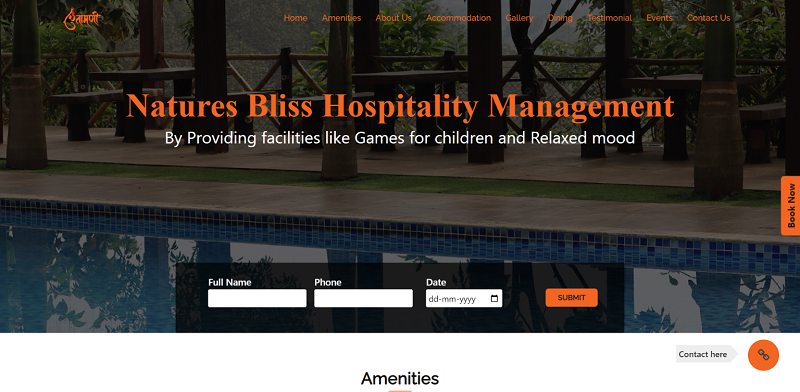 Home Amenities About Us Accommodation Gallery Dining Testimonial Events Contact Us
Natures Bliss Hospitality Management
By Providing facilities like Games for children and Relaxed mood
Book Now
Full Name Phone Date
dd-mm-yyyy
SUBMIT
Contact here
Amenities